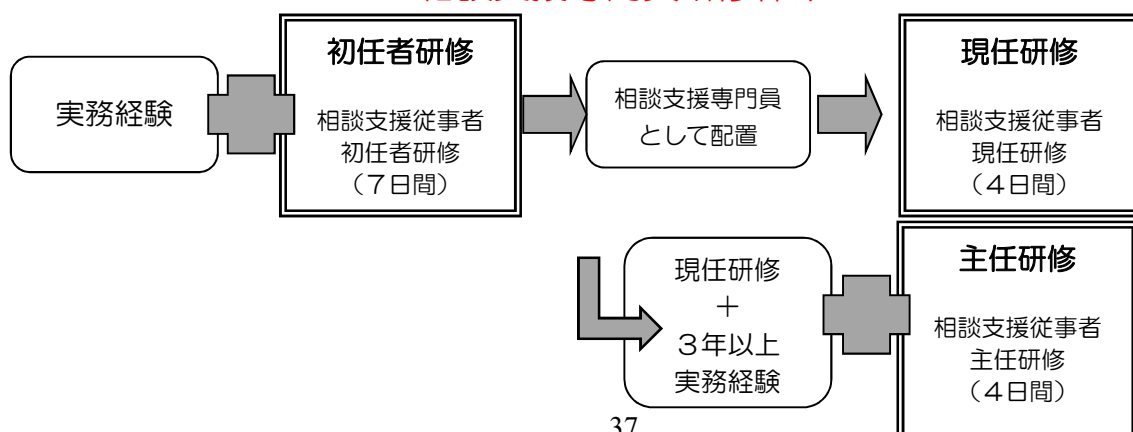 実務経験
初任者研修
相談支援従事者
初任者研修
（７日間）
相談支援専門員
として配置
現任研修
相談支援従事者
現任研修
（４日間）
現任研修
＋
３年以上
実務経験
主任研修
相談支援従事者
主任研修
（４日間）
37